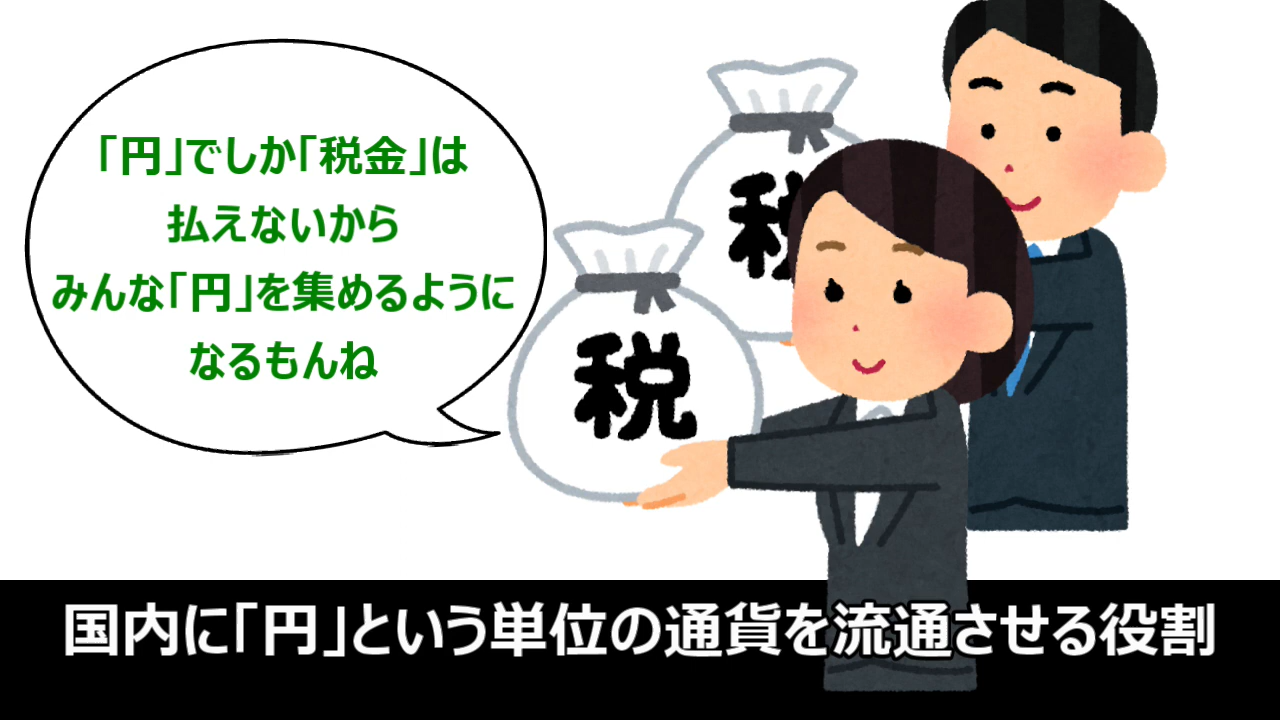 「円」でしか「税金」は
払えないから
みんな「円」を集めるように
なるもんね
税
税
国内に「円」という単位の通貨を流通させる役割